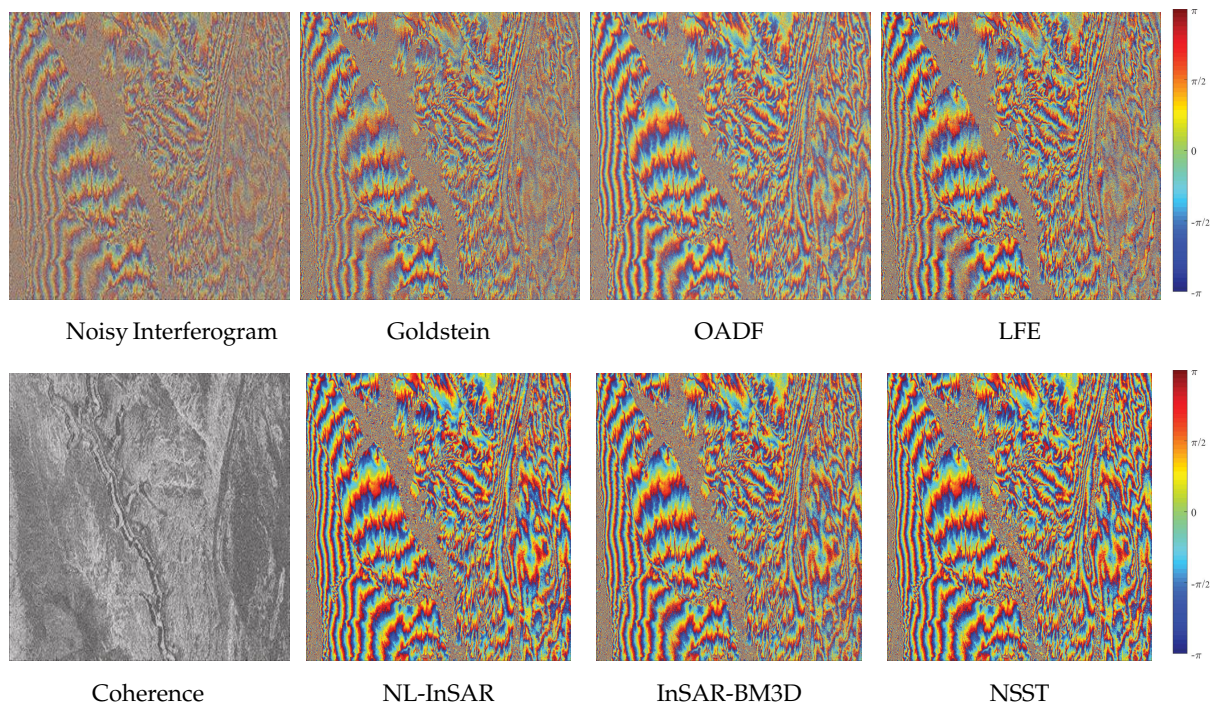 π
π/2
0
-π/2
-π
Noisy Interferogram Goldstein OADF LFE
π
π/2
0
-π/2
-π
Coherence NL-InSAR InSAR-BM3D NSST